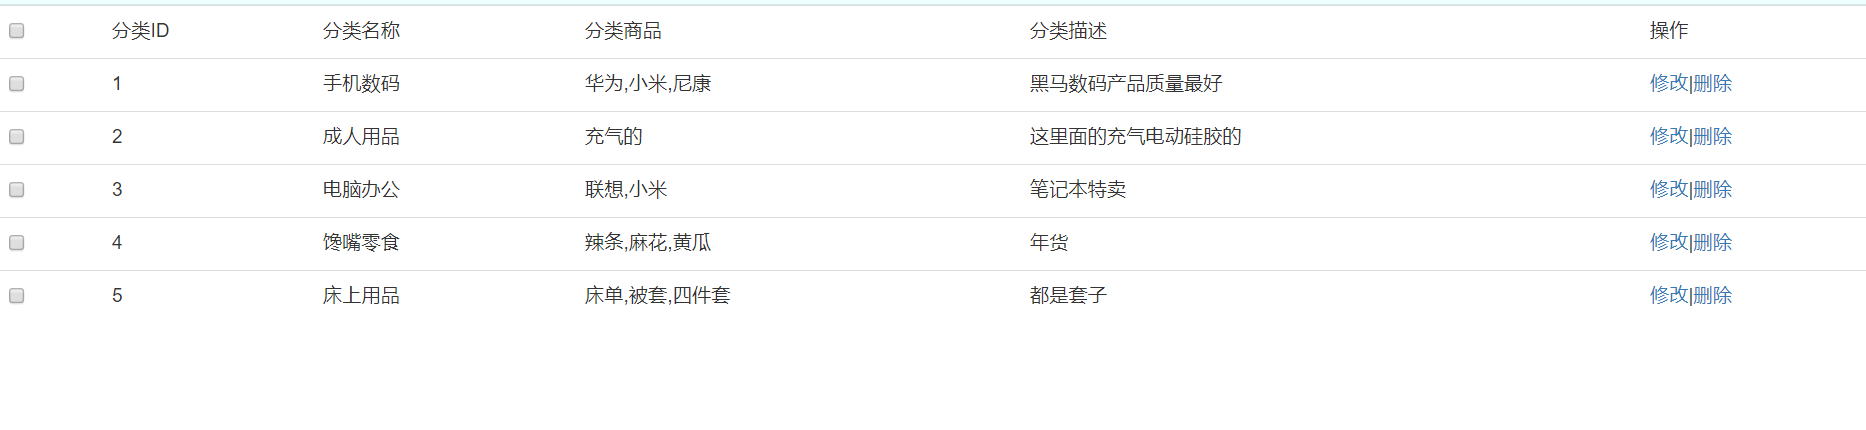 分类ID 分类名称 分类商品 分类描述 操作
1 手机数码 华为,小米,尼康 黑马数码产品质量最好 修改|删除
2 成人用品 充气的 这里面的充气电动硅胶的 修改|删除
3 电脑办公 联想,小米 笔记本特卖 修改|删除
4 馋嘴零食 辣条,麻花,黄瓜 年货 修改|删除
5 床上用品 床单,被套,四件套 都是套子 修改|删除